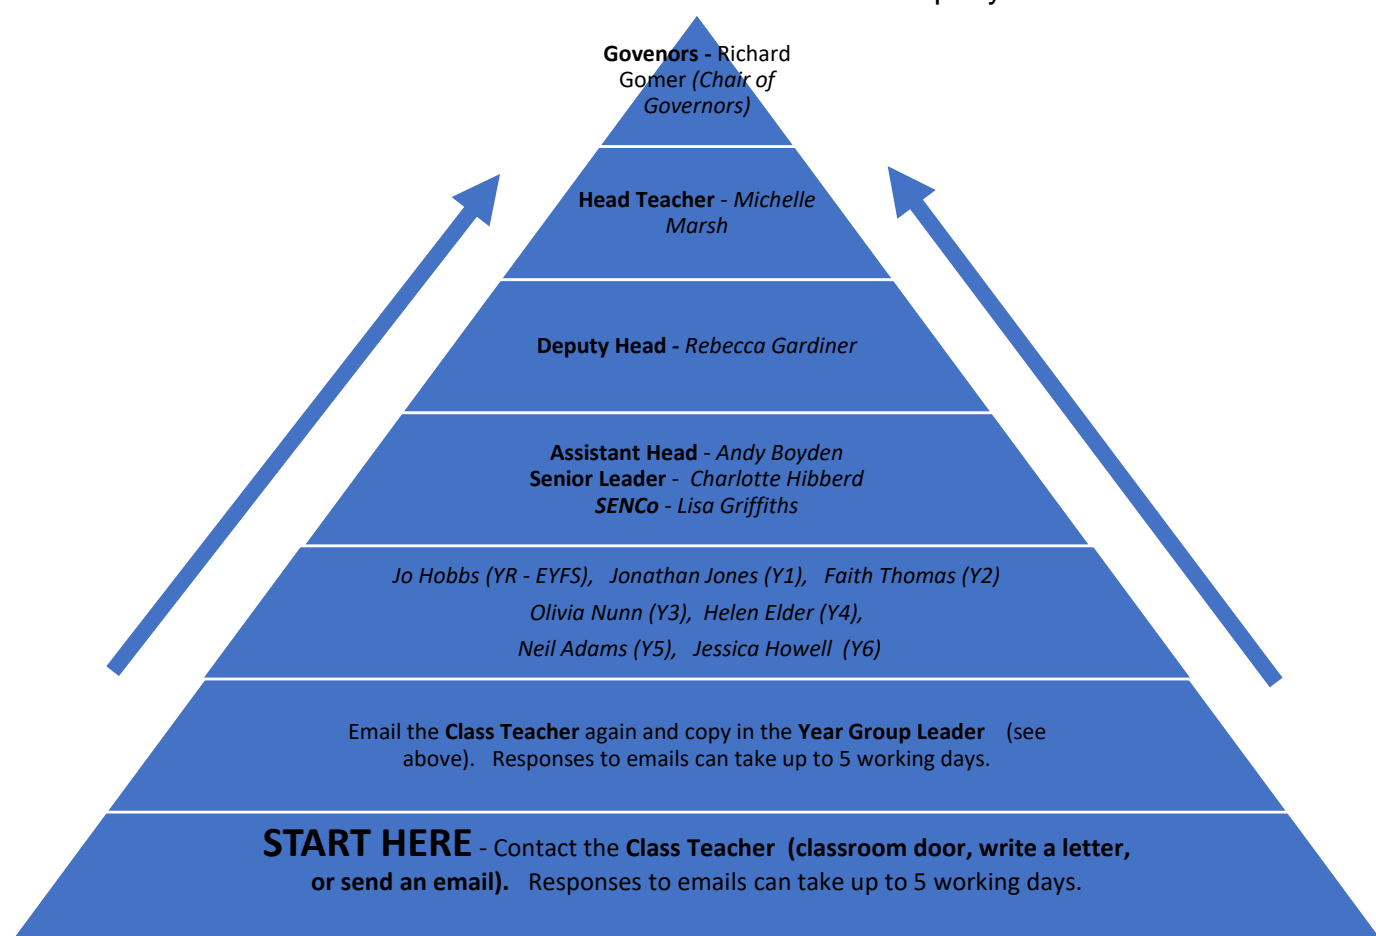 Govenors - Richard
Gomer (Chair of
Governors)
Head Teacher - Michelle
Marsh
Deputy Head - Rebecca Gardiner
Assistant Head - Andy Boyden
Senior Leader - Charlotte Hibberd
SENCo - Lisa Griffiths
Jo Hobbs (YR - EYFS), Jonathan Jones (Y1), Faith Thomas (Y2)
Olivia Nunn (Y3), Helen Elder (Y4),
Neil Adams (Y5), Jessica Howell (Y6)
Email the Class Teacher again and copy in the Year Group Leader (see
above). Responses to emails can take up to 5 working days.
START HERE - Contact the Class Teacher (classroom door, write a letter,
or send an email). Responses to emails can take up to 5 working days.